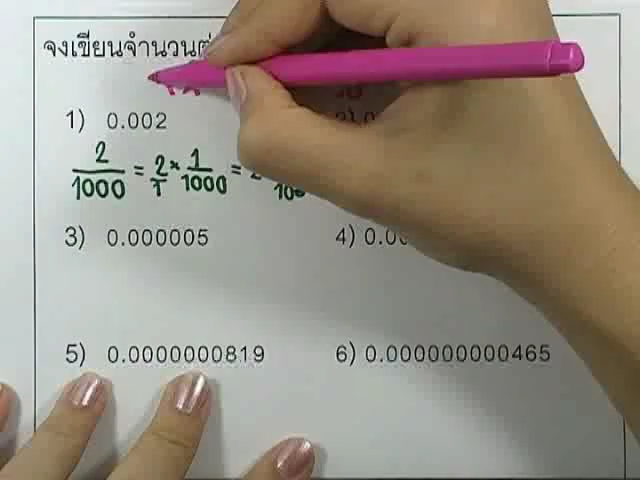 จงเขียนจำนวนต่
1) 0.002
2/1000 = 2/1 × 1/1000 =
3) 0.000005 4) 0.00
5) 0.0000000819 6) 0.000000000465